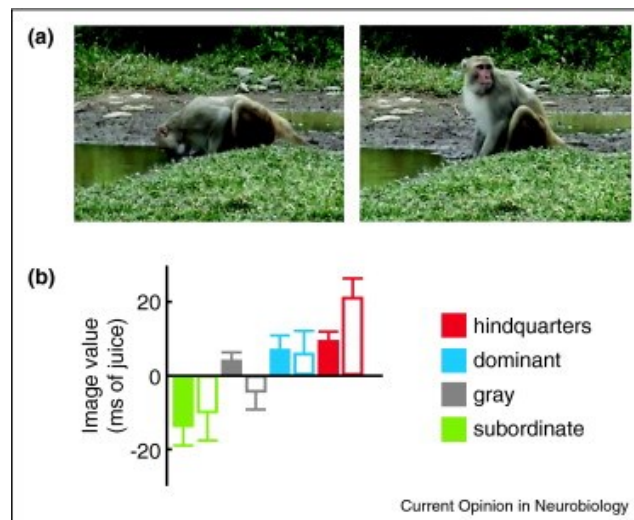 (a)
(b)
20
0
-20
Image value
(ms of juice)
hindquarters
dominant
gray
subordinate
Current Opinion in Neurobiology